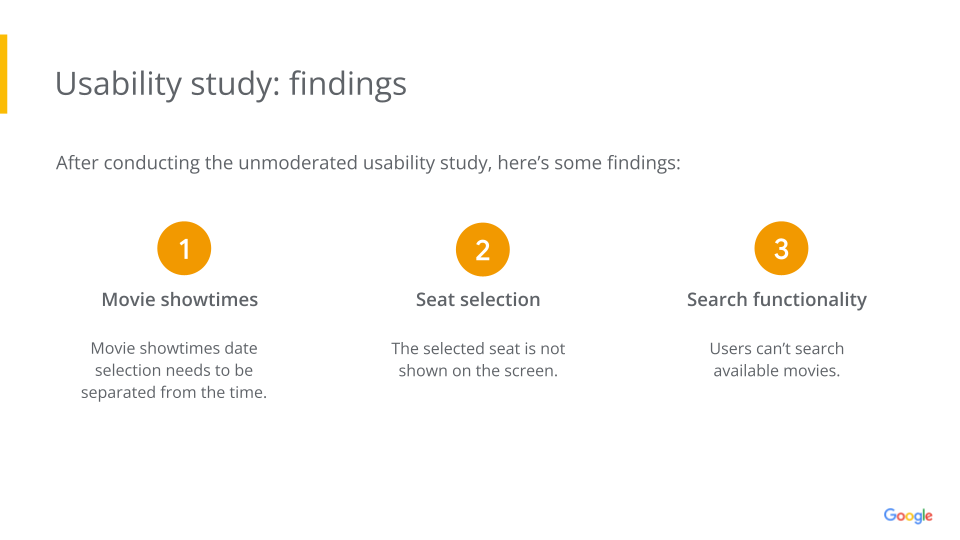 Usability study: findings
After conducting the unmoderated usability study, here’s some findings:
1
Movie showtimes
Movie showtimes date
selection needs to be
separated from the time.
2
Seat selection
The selected seat is not
shown on the screen.
3
Search functionality
Users can’t search
available movies.
Google